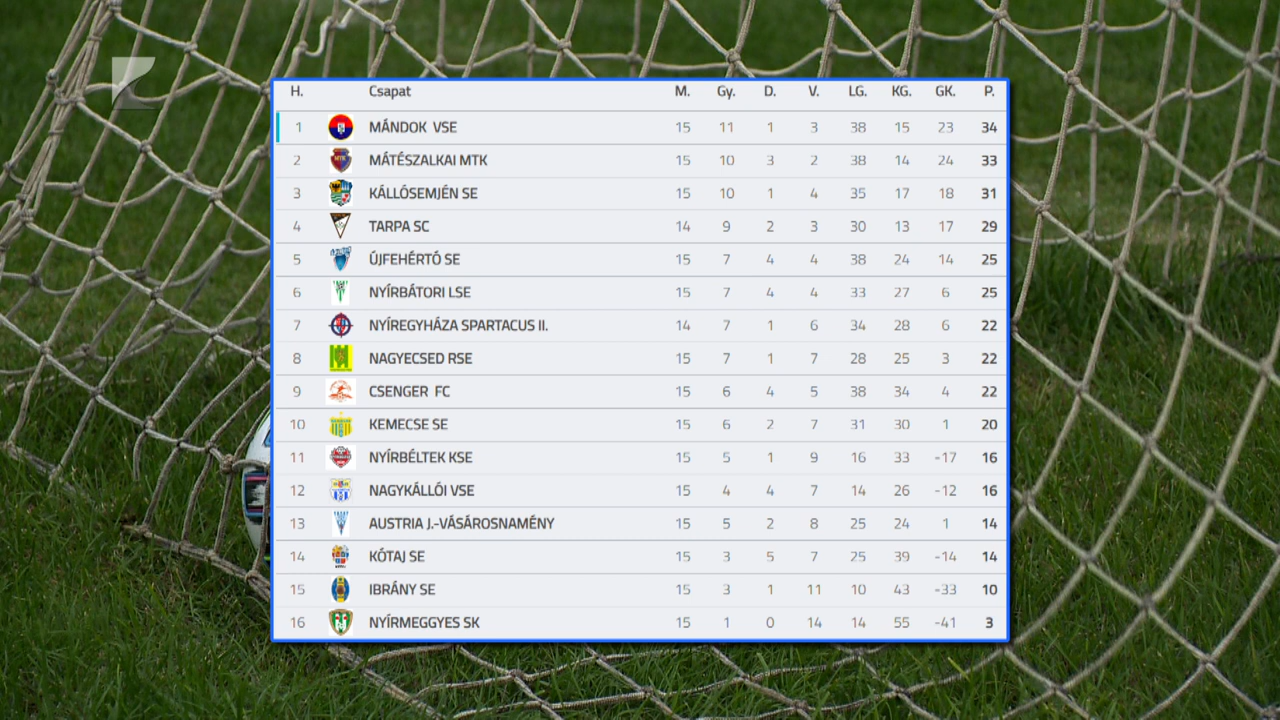 H. Csapat M. Gy. D. V. LG. KG. GK. P.
1 MÁNDOK VSE 15 11 1 3 38 15 23 34
2 MÁTÉSZALKAI MTK 15 10 3 2 38 14 24 33
3 KÁLLÓSEMJÉN SE 15 10 1 4 35 17 18 31
4 TARPA SC 14 9 2 3 30 13 17 29
5 ÚJFEHÉRTÓ SE 15 7 4 4 38 24 14 25
6 NYÍRBÁTORI LSE 15 7 4 4 33 27 6 25
7 NYÍREGYHÁZA SPARTACUS II. 14 7 1 6 34 28 6 22
8 NAGYECSED RSE 15 7 1 7 28 25 3 22
9 CSENGER FC 15 6 4 5 38 34 4 22
10 KEMECSE SE 15 6 2 7 31 30 1 20
11 NYÍRBÉLTEK KSE 15 5 1 9 16 33 -17 16
12 NAGYKÁLLÓI VSE 15 4 4 7 14 26 -12 16
13 AUSTRIA J.-VÁSÁROSNAMÉNY 15 5 2 8 25 24 1 14
14 KÓTAJ SE 15 3 5 7 25 39 -14 14
15 IBRÁNY SE 15 3 1 11 10 43 -33 10
16 NYÍRMEGGYES SK 15 1 0 14 14 55 -41 3